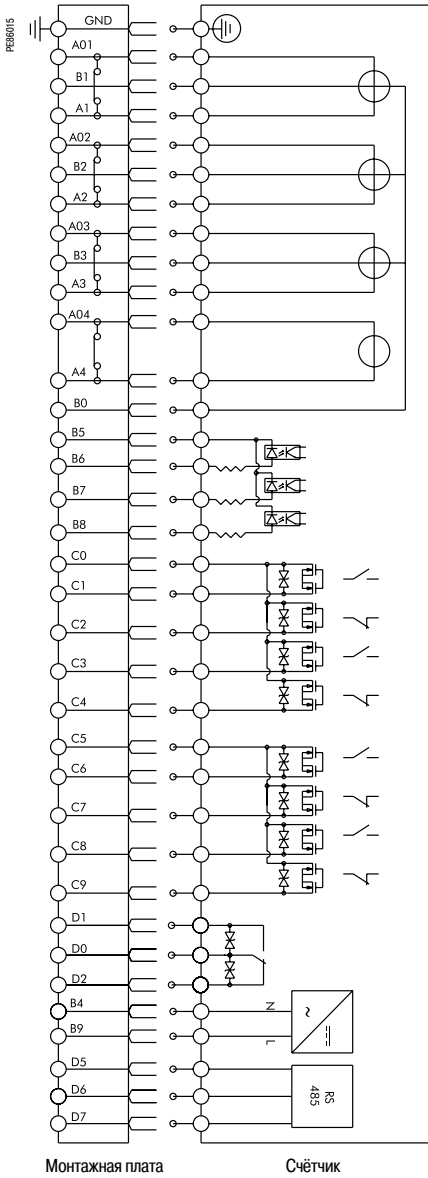 PE86015
GND
A01
B1
A1
A02
B2
A2
A03
B3
A3
A04
A4
B0
B5
B6
B7
B8
C0
C1
C2
C3
C4
C5
C6
C7
C8
C9
D1
D0
D2
B4
N
B9
L
D5
D6
RS
485
D7
Монтажная плата
Счётчик